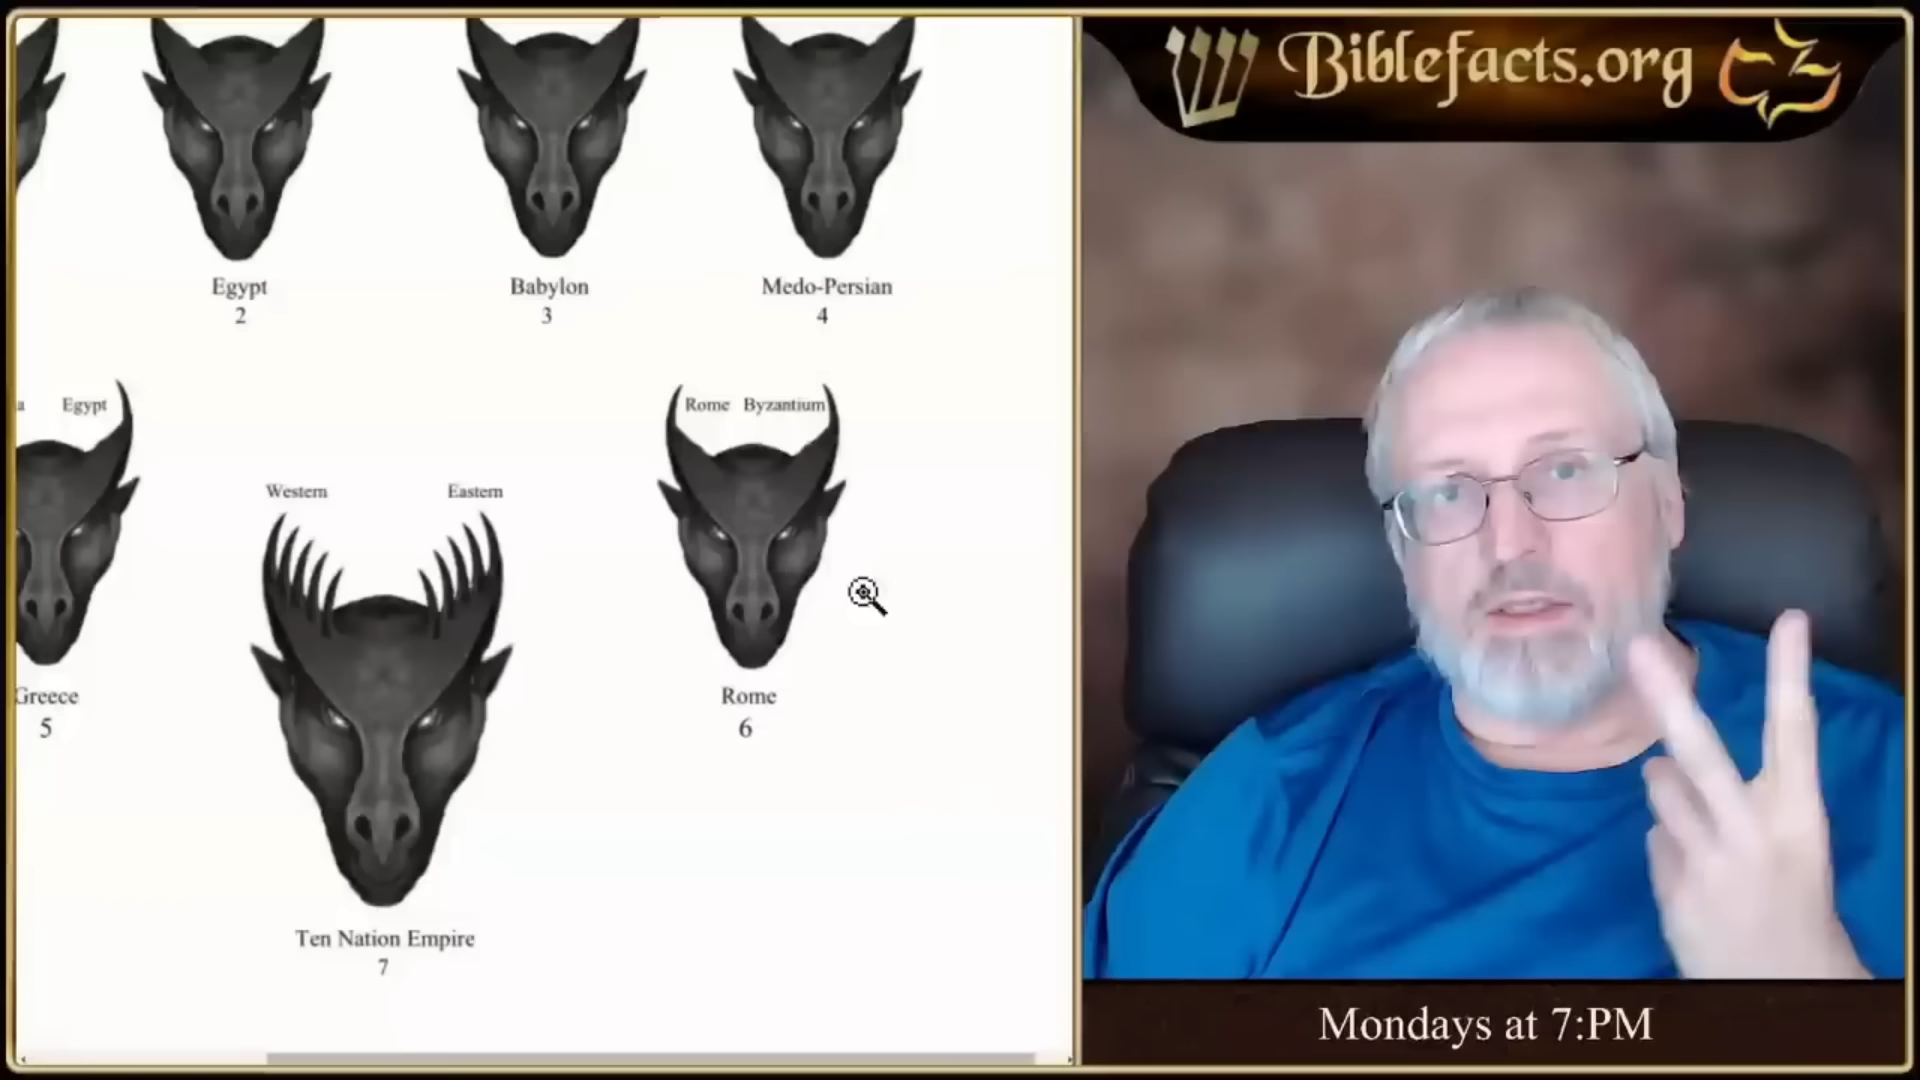 Biblefacts.org
Egypt
2
Babylon
3
Medo-Persian
4
Egypt
Rome Byzantium
Western Eastern
Greece
5
Rome
6
Ten Nation Empire
7
Mondays at 7:PM